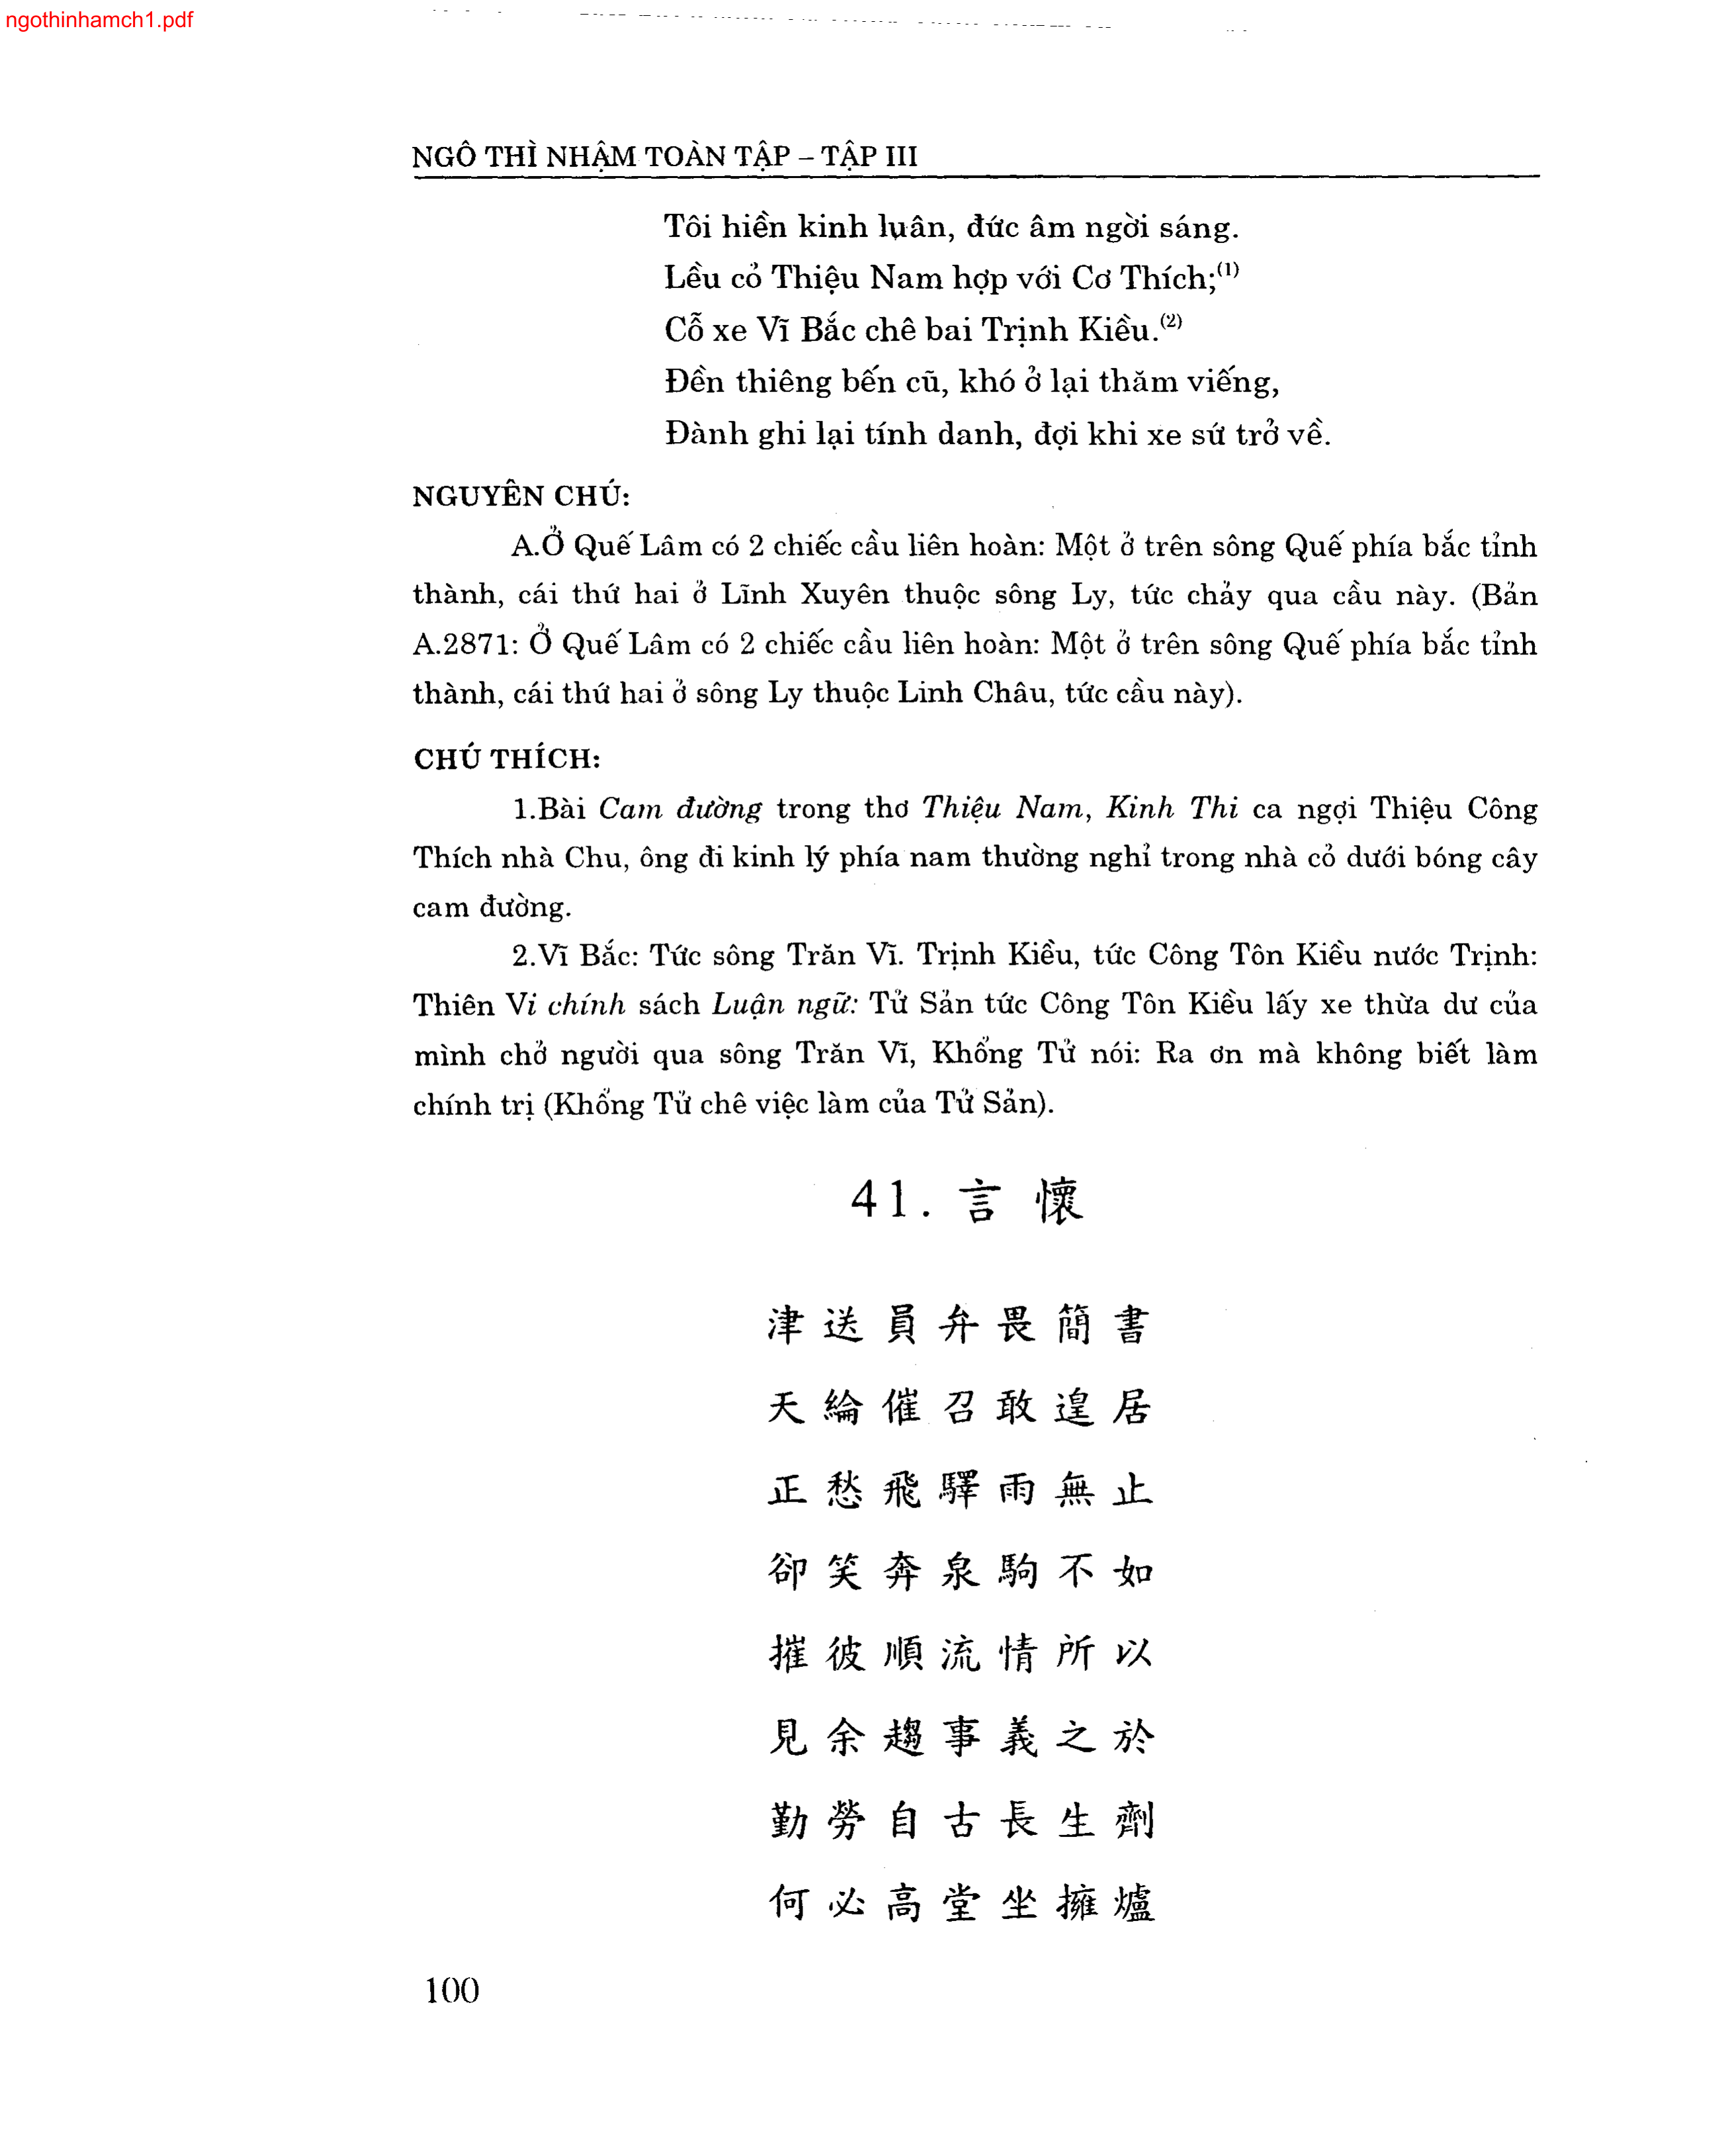 ngothinhamch1.pdf
NGÔ THÌ NHẬM TOÀN TẬP – TẬP III
Tôi hiền kinh luân, đức âm ngời sáng.
Lều cỏ Thiệu Nam hợp với Cơ Thích;(1)
Cỗ xe Vĩ Bắc chê bai Trịnh Kiều.(2)
Đền thiêng bến cũ, khó ở lại thăm viếng,
Đành ghi lại tính danh, đợi khi xe sứ trở về.
NGUYÊN CHÚ:
A.Ở Quế Lâm có 2 chiếc cầu liên hoàn: Một ở trên sông Quế phía bắc tỉnh
thành, cái thứ hai ở Lĩnh Xuyên thuộc sông Ly, tức chảy qua cầu này. (Bản
A.2871: Ở Quế Lâm có 2 chiếc cầu liên hoàn: Một ở trên sông Quế phía bắc tỉnh
thành, cái thứ hai ở sông Ly thuộc Linh Châu, tức cầu này).
CHÚ THÍCH:
1.Bài Cam đường trong thơ Thiệu Nam, Kinh Thi ca ngợi Thiệu Công
Thích nhà Chu, ông đi kinh lý phía nam thường nghỉ trong nhà cỏ dưới bóng cây
cam đường.
2.Vĩ Bắc: Tức sông Trăn Vĩ. Trịnh Kiều, tức Công Tôn Kiều nước Trịnh:
Thiên Vi chính sách Luận ngữ: Tử Sản tức Công Tôn Kiều lấy xe thừa dư của
mình chở người qua sông Trăn Vĩ, Khổng Tử nói: Ra ơn mà không biết làm
chính trị (Khổng Tử chê việc làm của Tử Sản).
41. 言懷
津送員弁畏簡書
天綸催召敢遑居
正愁飛驛雨無止
卻笑奔泉駒不如
摧彼順流情所以
見余趨事義之於
勤勞自古長生劑
何必高堂坐擁爐
100